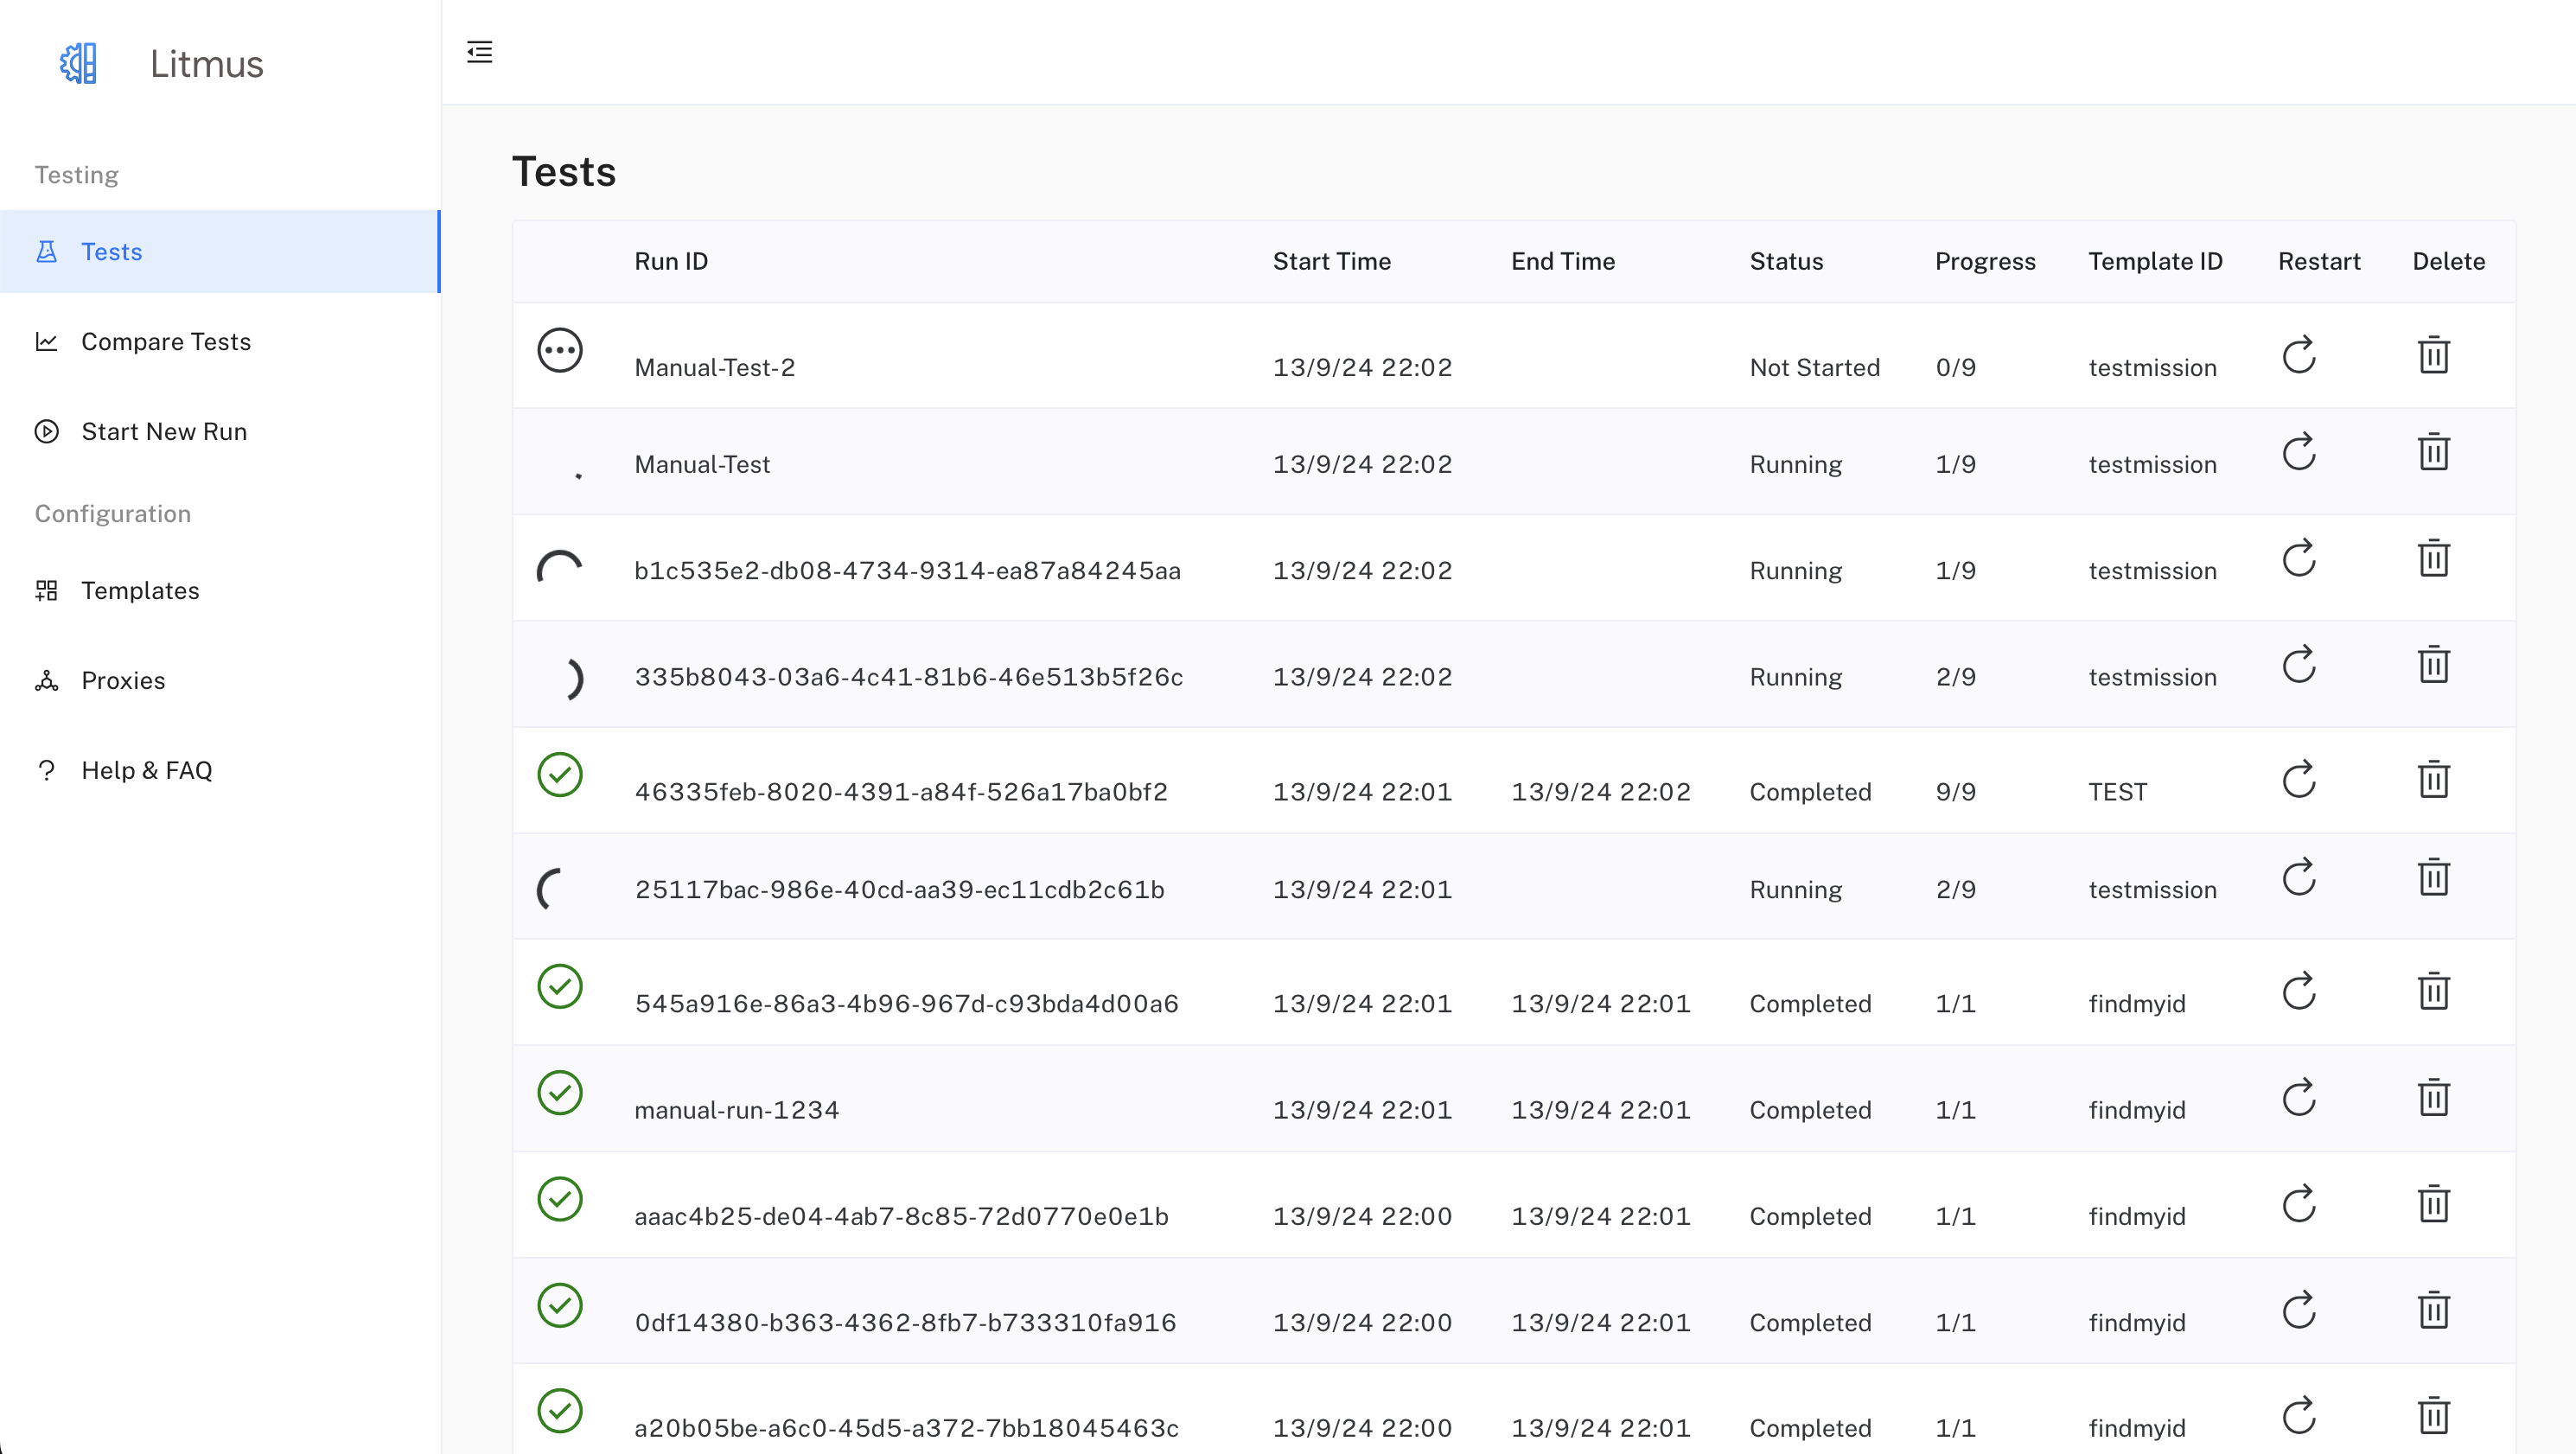 Litmus
Testing
Tests
Compare Tests
Start New Run
Configuration
Templates
Proxies
Help & FAQ
Tests
Run ID Start Time End Time Status Progress Template ID Restart Delete
Manual-Test-2 13/9/24 22:02 Not Started 0/9 testmission
Manual-Test 13/9/24 22:02 Running 1/9 testmission
b1c535e2-db08-4734-9314-ea87a84245aa 13/9/24 22:02 Running 1/9 testmission
335b8043-03a6-4c41-81b6-46e513b5f26c 13/9/24 22:02 Running 2/9 testmission
46335feb-8020-4391-a84f-526a17ba0bf2 13/9/24 22:01 13/9/24 22:02 Completed 9/9 TEST
25117bac-986e-40cd-aa39-ec11cdb2c61b 13/9/24 22:01 Running 2/9 testmission
545a916e-86a3-4b96-967d-c93bda4d00a6 13/9/24 22:01 13/9/24 22:01 Completed 1/1 findmyid
manual-run-1234 13/9/24 22:01 13/9/24 22:01 Completed 1/1 findmyid
aaac4b25-de04-4ab7-8c85-72d0770e0e1b 13/9/24 22:00 13/9/24 22:01 Completed 1/1 findmyid
0df14380-b363-4362-8fb7-b733310fa916 13/9/24 22:00 13/9/24 22:01 Completed 1/1 findmyid
a20b05be-a6c0-45d5-a372-7bb18045463c 13/9/24 22:00 13/9/24 22:01 Completed 1/1 findmyid